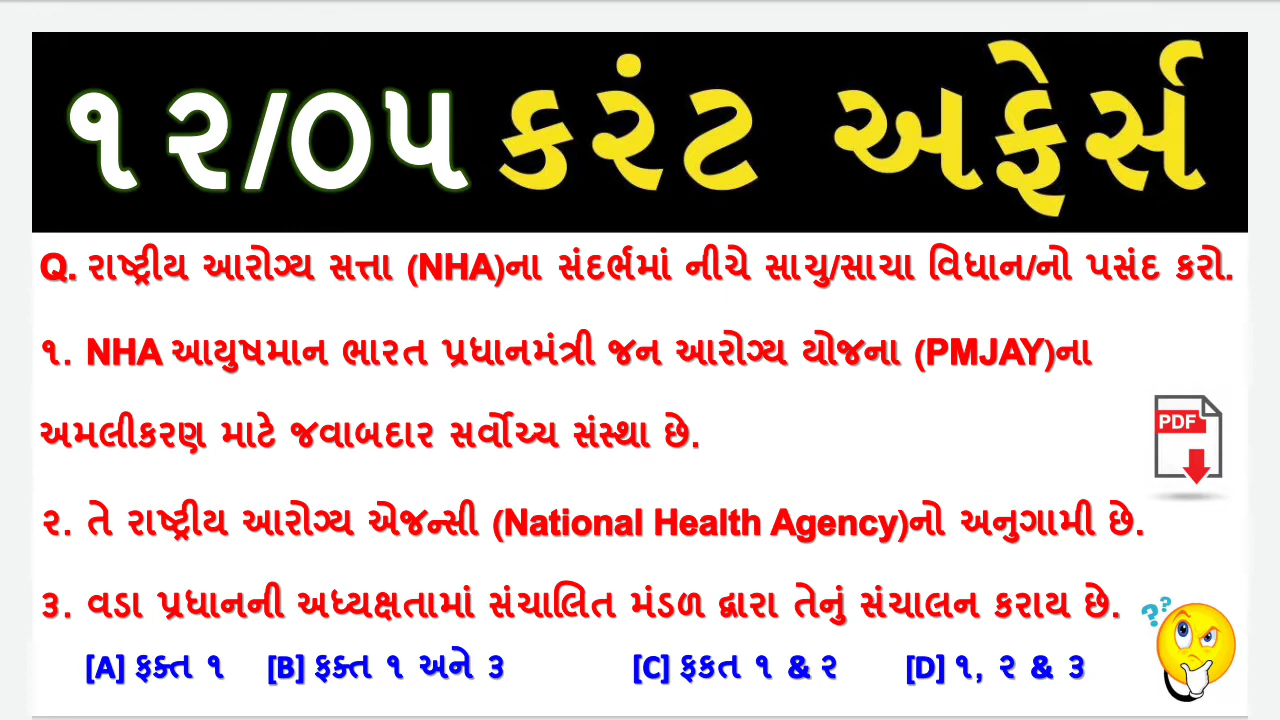 ૧૨/૦૫ કરંટ અફેર્સ
Q. રાષ્ટ્રીય આરોગ્ય સત્તા (NHA)ના સંદર્ભમાં નીચે સાચુ/સાચા વિધાન/નો પસંદ કરો.
૧. NHA આયુષમાન ભારત પ્રધાનમંત્રી જન આરોગ્ય યોજના (PMJAY)ના
અમલીકરણ માટે જવાબદાર સર્વોચ્ચ સંસ્થા છે.
PDF
૨. તે રાષ્ટ્રીય આરોગ્ય એજન્સી (National Health Agency)નો અનુગામી છે.
૩. વડા પ્રધાનની અધ્યક્ષતામાં સંચાલિત મંડળ દ્વારા તેનું સંચાલન કરાય છે.
??
[A] ફક્ત ૧ [B] ફક્ત ૧ અને ૩ [C] ફકત ૧ & ૨ [D] ૧, ૨ & ૩